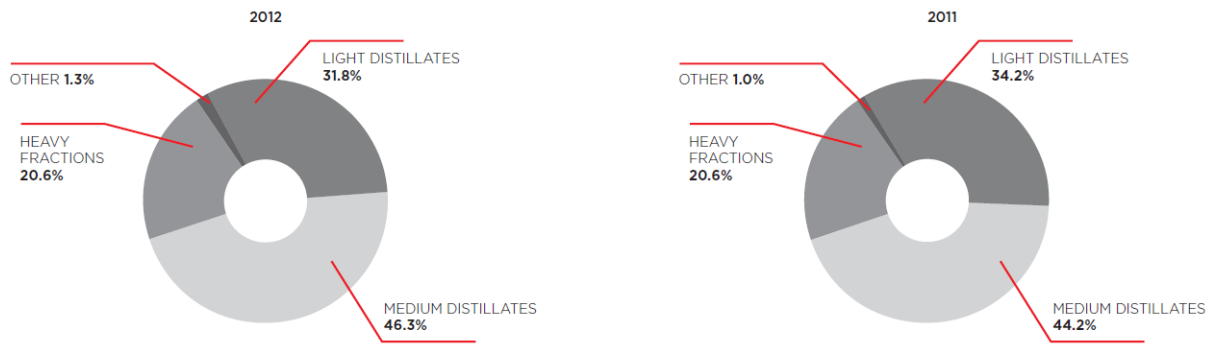 2012
OTHER 1.3%
LIGHT DISTILLATES
31.8%
HEAVY
FRACTIONS
20.6%
MEDIUM DISTILLATES
46.3%
2011
OTHER 1.0%
LIGHT DISTILLATES
34.2%
HEAVY
FRACTIONS
20.6%
MEDIUM DISTILLATES
44.2%